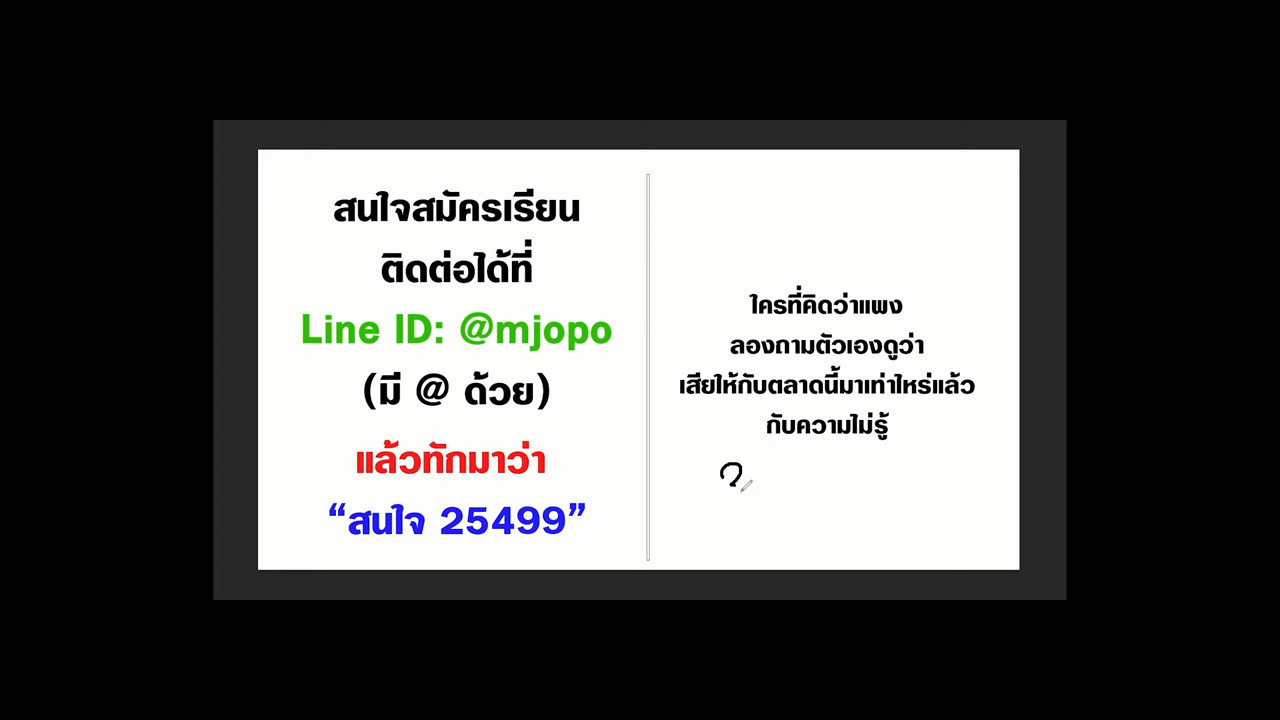 สนใจสมัครเรียน
ติดต่อได้ที่
Line ID: @mjopo
(มี @ ด้วย)
แล้วทักมาว่า
“สนใจ 25499”
ใครที่คิดว่าแพง
ลองถามตัวเองดูว่า
เสียให้กับตลาดนี้มาเท่าไหร่แล้ว
กับความไม่รู้